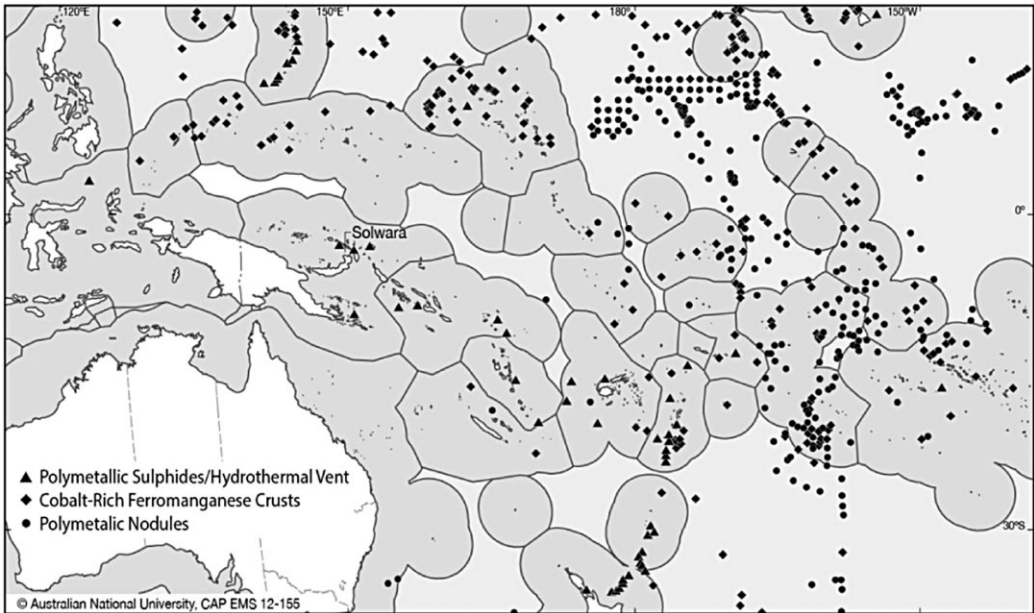 120°E 150°E 180° 150°W
0°
Solwara
▲ Polymetallic Sulphides/Hydrothermal Vent
◆ Cobalt-Rich Ferromanganese Crusts
● Polymetalic Nodules
30°S
© Australian National University, CAP EMS 12-155